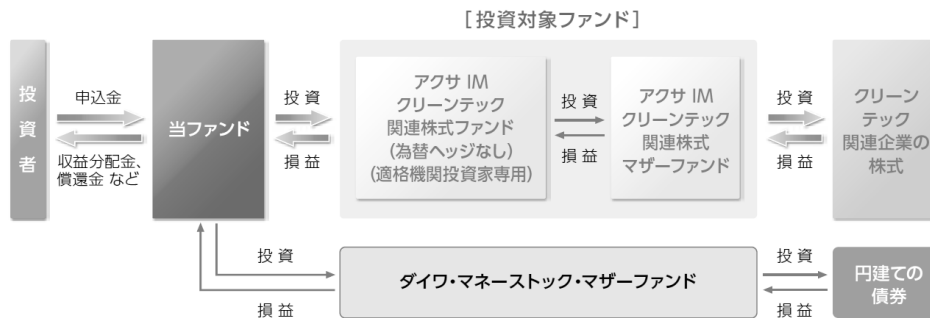 [投資対象ファンド]
投資者
申込金
収益分配金、
償還金 など
当ファンド
投資
損益
アクサ IM
クリーンテック
関連株式ファンド
(為替ヘッジなし)
(適格機関投資家専用)
投資
損益
アクサ IM
クリーンテック
関連株式
マザーファンド
投資
損益
クリーン
テック
関連企業の
株式
投資
損益
ダイワ・マネーストック・マザーファンド
投資
損益
円建ての
債券